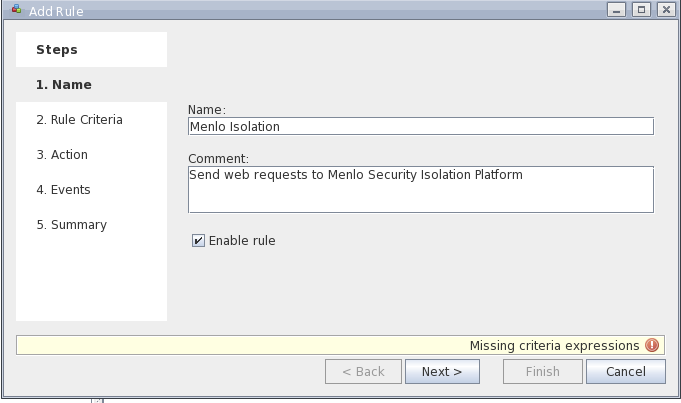 Add Rule
Steps
1. Name
2. Rule Criteria
3. Action
4. Events
5. Summary
Name:
Menlo Isolation
Comment:
Send web requests to Menlo Security Isolation Platform
Enable rule
Missing criteria expressions
< Back
Next >
Finish
Cancel